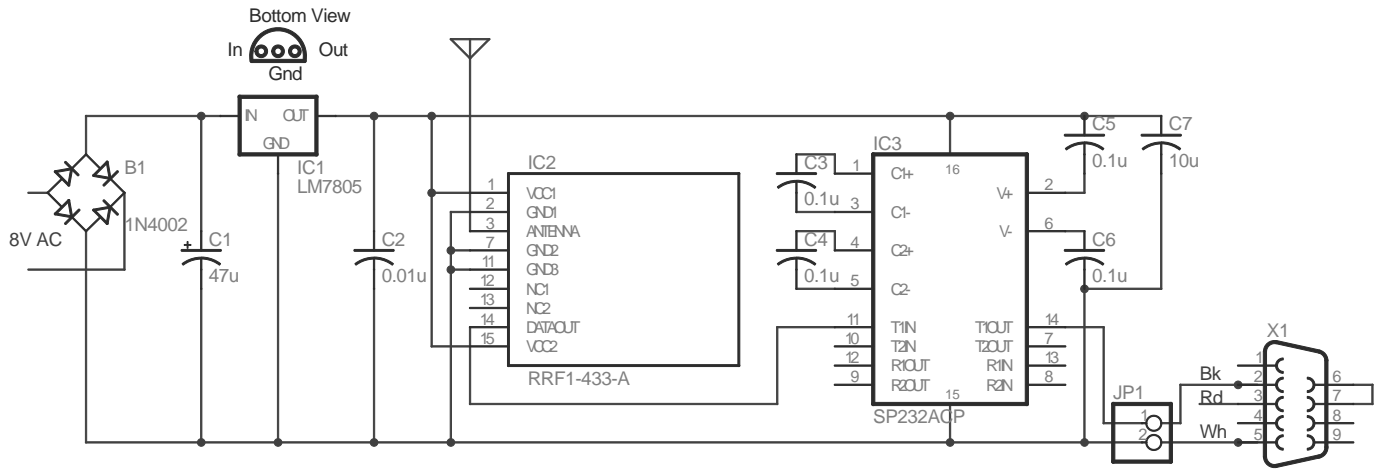 Bottom View
In Out
Gnd
IN OUT
GND
IC1
LM7805
B1
1N4002
8V AC
+
C1
47u
C2
0.01u
IC2
1 VCC1
2 GND1
3 ANTENNA
7 GND2
11 GND3
12 NC1
13 NC2
14 DATAOUT
15 VCC2
RRF1-433-A
C3
0.1u
C4
0.1u
IC3
1 C1+ 16
3 C1- V+ 2
4 C2+ V- 6
5 C2-
11 T1IN T1OUT 14
10 T2IN T2OUT 7
12 R1OUT R1IN 13
9 R2OUT R2IN 8
15
SP232ACP
C5
0.1u
C7
10u
C6
0.1u
JP1
1
2
X1
1
Bk 2 6
Rd 3 7
4 8
Wh 5 9